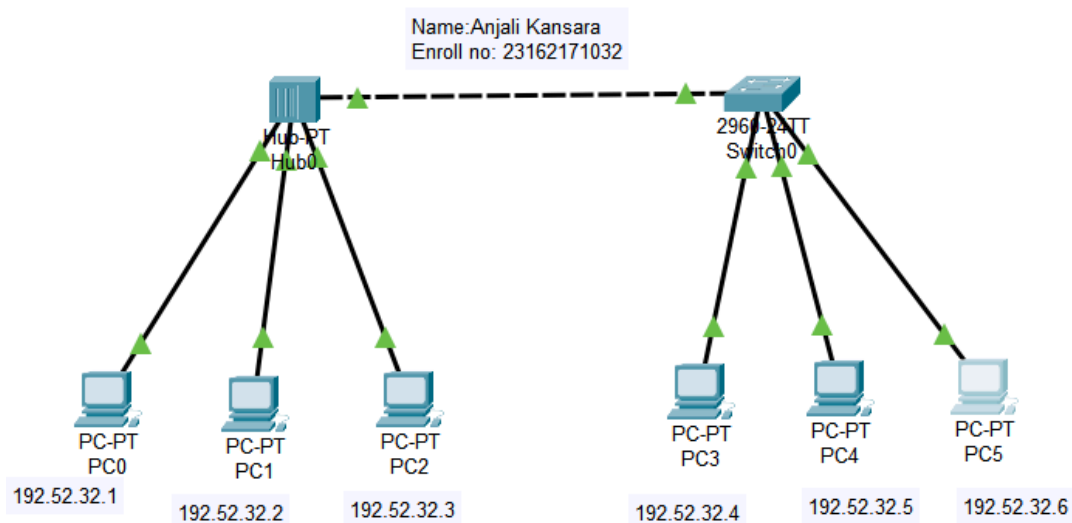 Name:Anjali Kansara
Enroll no: 23162171032
Hub-PT
Hub0
2960-24TT
Switch0
PC-PT
PC0
PC-PT
PC1
PC-PT
PC2
PC-PT
PC3
PC-PT
PC4
PC-PT
PC5
192.52.32.1
192.52.32.2
192.52.32.3
192.52.32.4
192.52.32.5
192.52.32.6